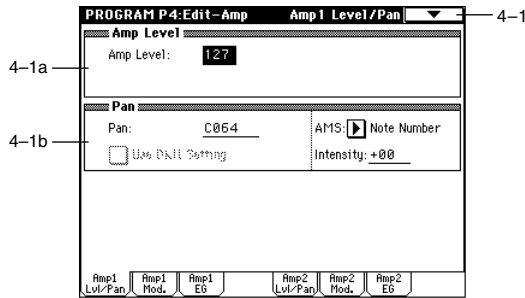 PROGRAM P4:Edit-Amp Amp1 Level/Pan 4–1
Amp Level
4–1a
Amp Level: 127
Pan
4–1b
Pan: C064 AMS: Note Number
Use DKit Setting Intensity: +00
Amp1 Lvl/Pan
Amp1 Mod.
Amp1 EG
Amp2 Lvl/Pan
Amp2 Mod.
Amp2 EG